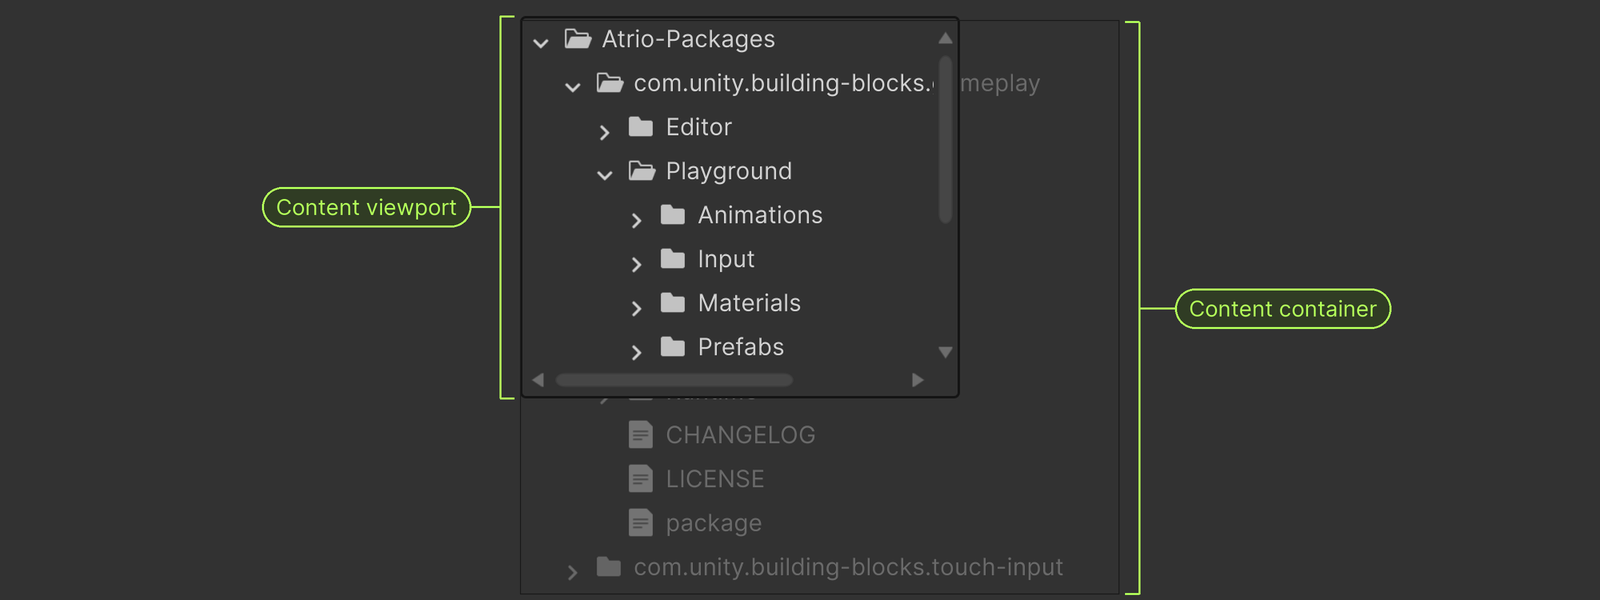 Atrio-Packages
com.unity.building-blocks. meplay
Editor
Playground
Content viewport
Animations
Input
Materials
Content container
Prefabs
CHANGELOG
LICENSE
package
com.unity.building-blocks.touch-input